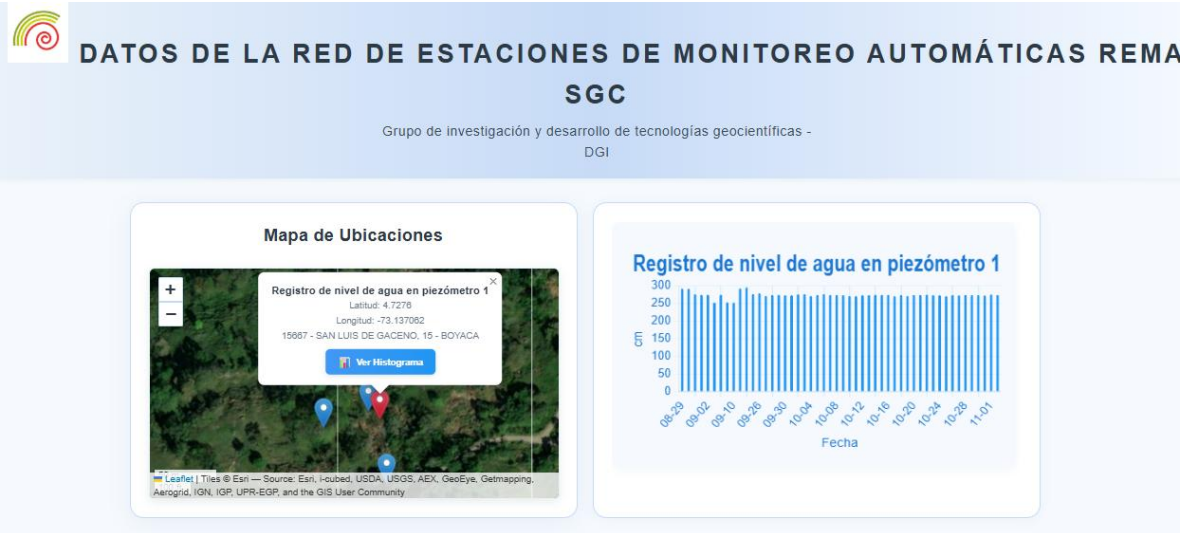 DATOS DE LA RED DE ESTACIONES DE MONITOREO AUTOMÁTICAS REMA
SGC
Grupo de investigación y desarrollo de tecnologías geocientíficas -
DGI
Mapa de Ubicaciones
+
−
Registro de nivel de agua en piezómetro 1
×
Latitud: 4.7276
Longitud: -73.137062
15667 - SAN LUIS DE GACENO, 15 - BOYACA
Ver Histograma
Leaflet | Tiles © Esri — Source: Esri, i-cubed, USDA, USGS, AEX, GeoEye, Getmapping,
Aerogrid, IGN, IGP, UPR-EGP, and the GIS User Community
Registro de nivel de agua en piezómetro 1
300
250
200
150
100
50
0
cm
08-29 09-02 09-10 09-26 09-30 10-04 10-08 10-12 10-16 10-20 10-24 10-28 11-01
Fecha